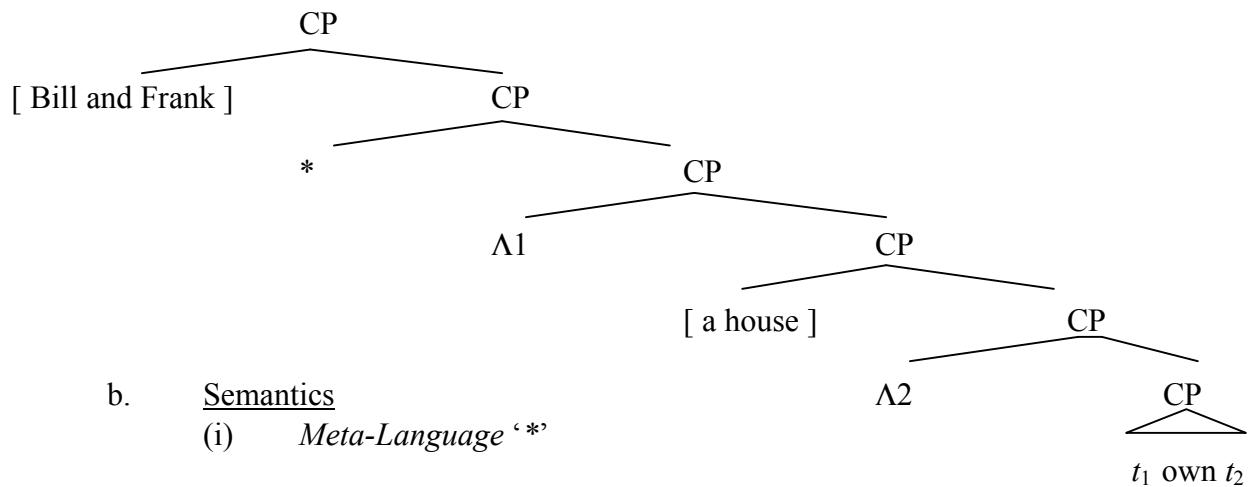 CP
[ Bill and Frank ] CP
* CP
Λ1 CP
[ a house ] CP
b. Semantics Λ2 CP
(i) Meta-Language ‘*’
t1 own t2